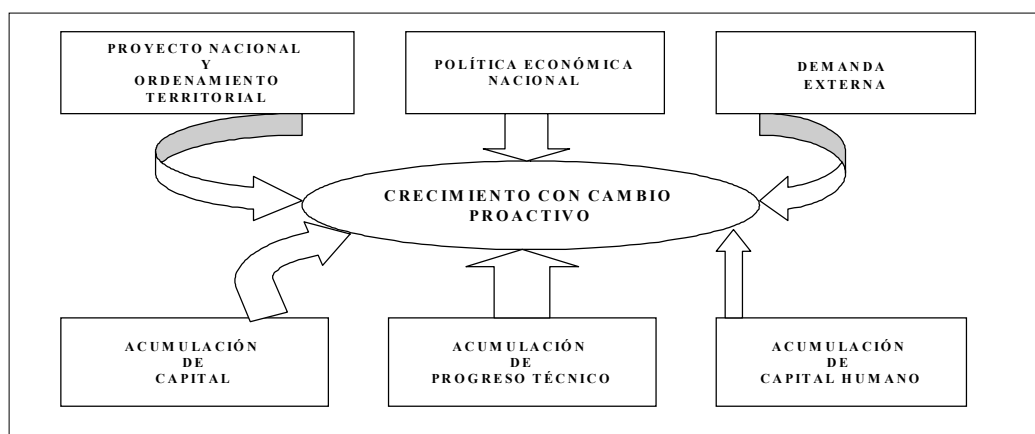 PROYECTO NACIONAL
Y
ORDENAMIENTO
TERRITORIAL
POLÍTICA ECONÓMICA
NACIONAL
DEMANDA
EXTERNA
CRECIMIENTO CON CAMBIO
PROACTIVO
ACUMULACIÓN
DE
CAPITAL
ACUMULACIÓN
DE
PROGRESO TÉCNICO
ACUMULACIÓN
DE
CAPITAL HUMANO